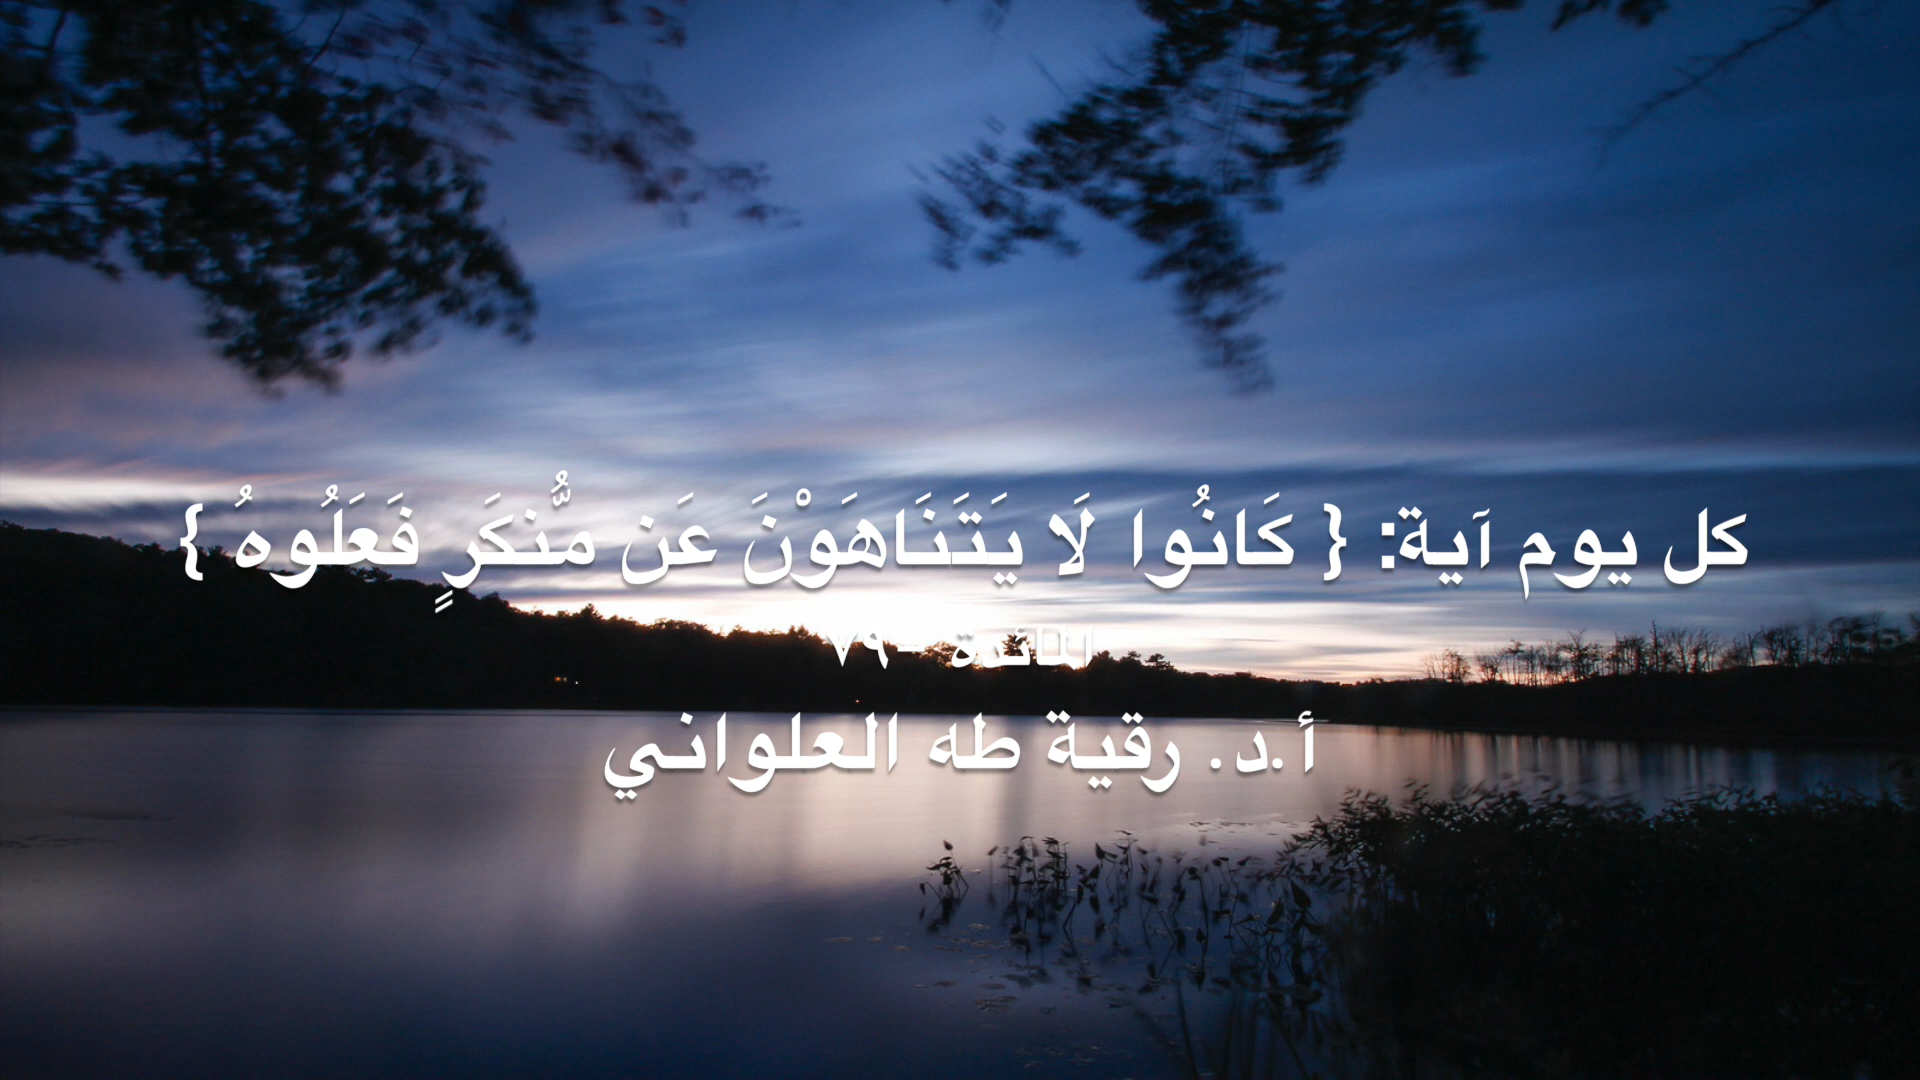 كل يوم آية: { كَانُوا لَا يَتَنَاهَوْنَ عَن مُّنكَرٍ فَعَلُوهُ }
المائدة - ٧٩
أ.د. رقية طه العلواني